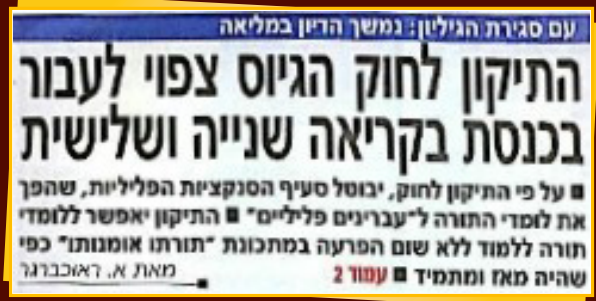 עם סגירת הגיליון: נמשך הדיון במליאה
התיקון לחוק הגיוס צפוי לעבור
בכנסת בקריאה שנייה ושלישית
■ על פי התיקון לחוק, יבוטל סעיף הסנקציות הפליליות, שהפך
את לומדי התורה ל"עבריינים פליליים" ■ התיקון יאפשר ללומדי
תורה ללמוד ללא שום הפרעה במתכונת "תורתו אומנותו" כפי
שהיה מאז ומתמיד ■ עמוד 2 מאת א. ראוכברגר